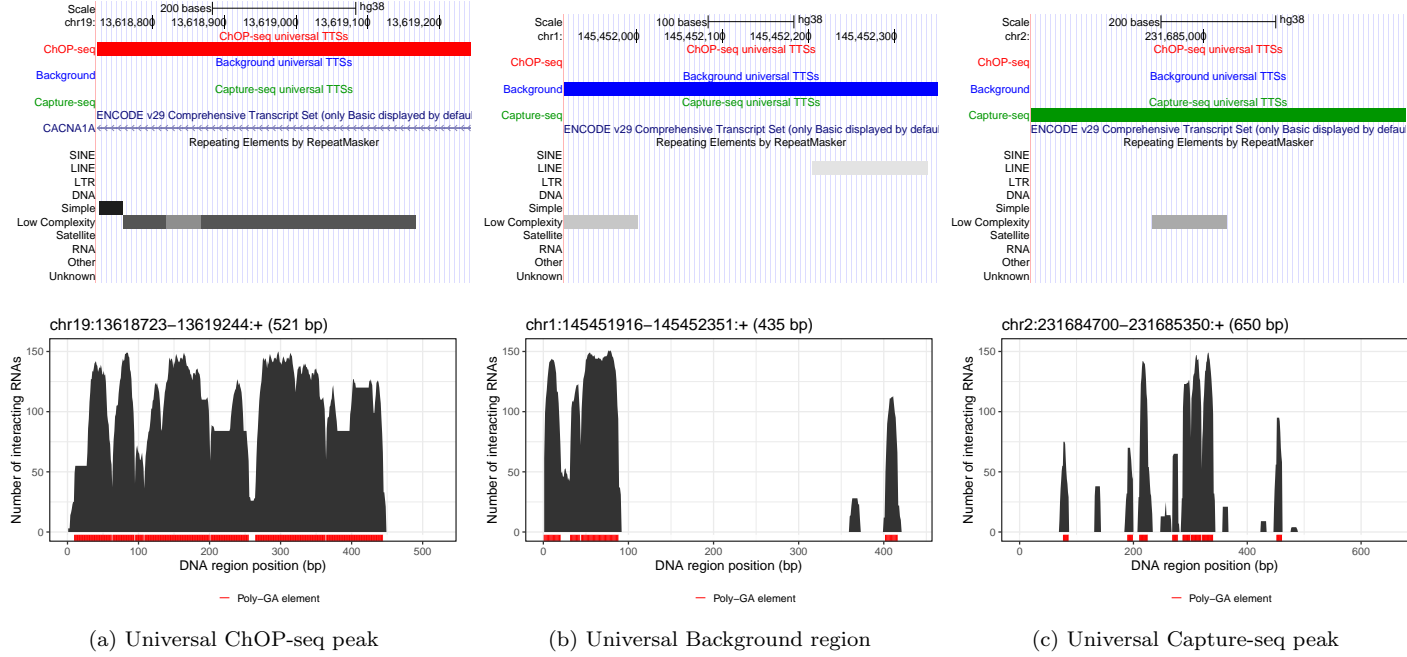 Scale
200 bases
hg38
chr19:
13,618,800
13,618,900
13,619,000
13,619,100
13,619,200
ChOP-seq universal TTSs
ChOP-seq
Background universal TTSs
Background
Capture-seq universal TTSs
Capture-seq
ENCODE v29 Comprehensive Transcript Set (only Basic displayed by defau
CACNA1A
Repeating Elements by RepeatMasker
SINE
LINE
LTR
DNA
Simple
Low Complexity
Satellite
RNA
Other
Unknown
chr19:13618723−13619244:+ (521 bp)
Number of interacting RNAs
150
100
50
0
0
100
200
300
400
500
DNA region position (bp)
Poly−GA element
(a) Universal ChOP-seq peak
Scale
100 bases
hg38
chr1:
145,452,000
145,452,100
145,452,200
145,452,300
ChOP-seq universal TTSs
ChOP-seq
Background universal TTSs
Background
Capture-seq universal TTSs
Capture-seq
ENCODE v29 Comprehensive Transcript Set (only Basic displayed by defau
Repeating Elements by RepeatMasker
SINE
LINE
LTR
DNA
Simple
Low Complexity
Satellite
RNA
Other
Unknown
chr1:145451916−145452351:+ (435 bp)
Number of interacting RNAs
150
100
50
0
0
100
200
300
400
DNA region position (bp)
Poly−GA element
(b) Universal Background region
Scale
200 bases
hg38
chr2:
231,685,000
ChOP-seq universal TTSs
ChOP-seq
Background universal TTSs
Background
Capture-seq universal TTSs
Capture-seq
ENCODE v29 Comprehensive Transcript Set (only Basic displayed by defau
Repeating Elements by RepeatMasker
SINE
LINE
LTR
DNA
Simple
Low Complexity
Satellite
RNA
Other
Unknown
chr2:231684700−231685350:+ (650 bp)
Number of interacting RNAs
150
100
50
0
0
200
400
600
DNA region position (bp)
Poly−GA element
(c) Universal Capture-seq peak